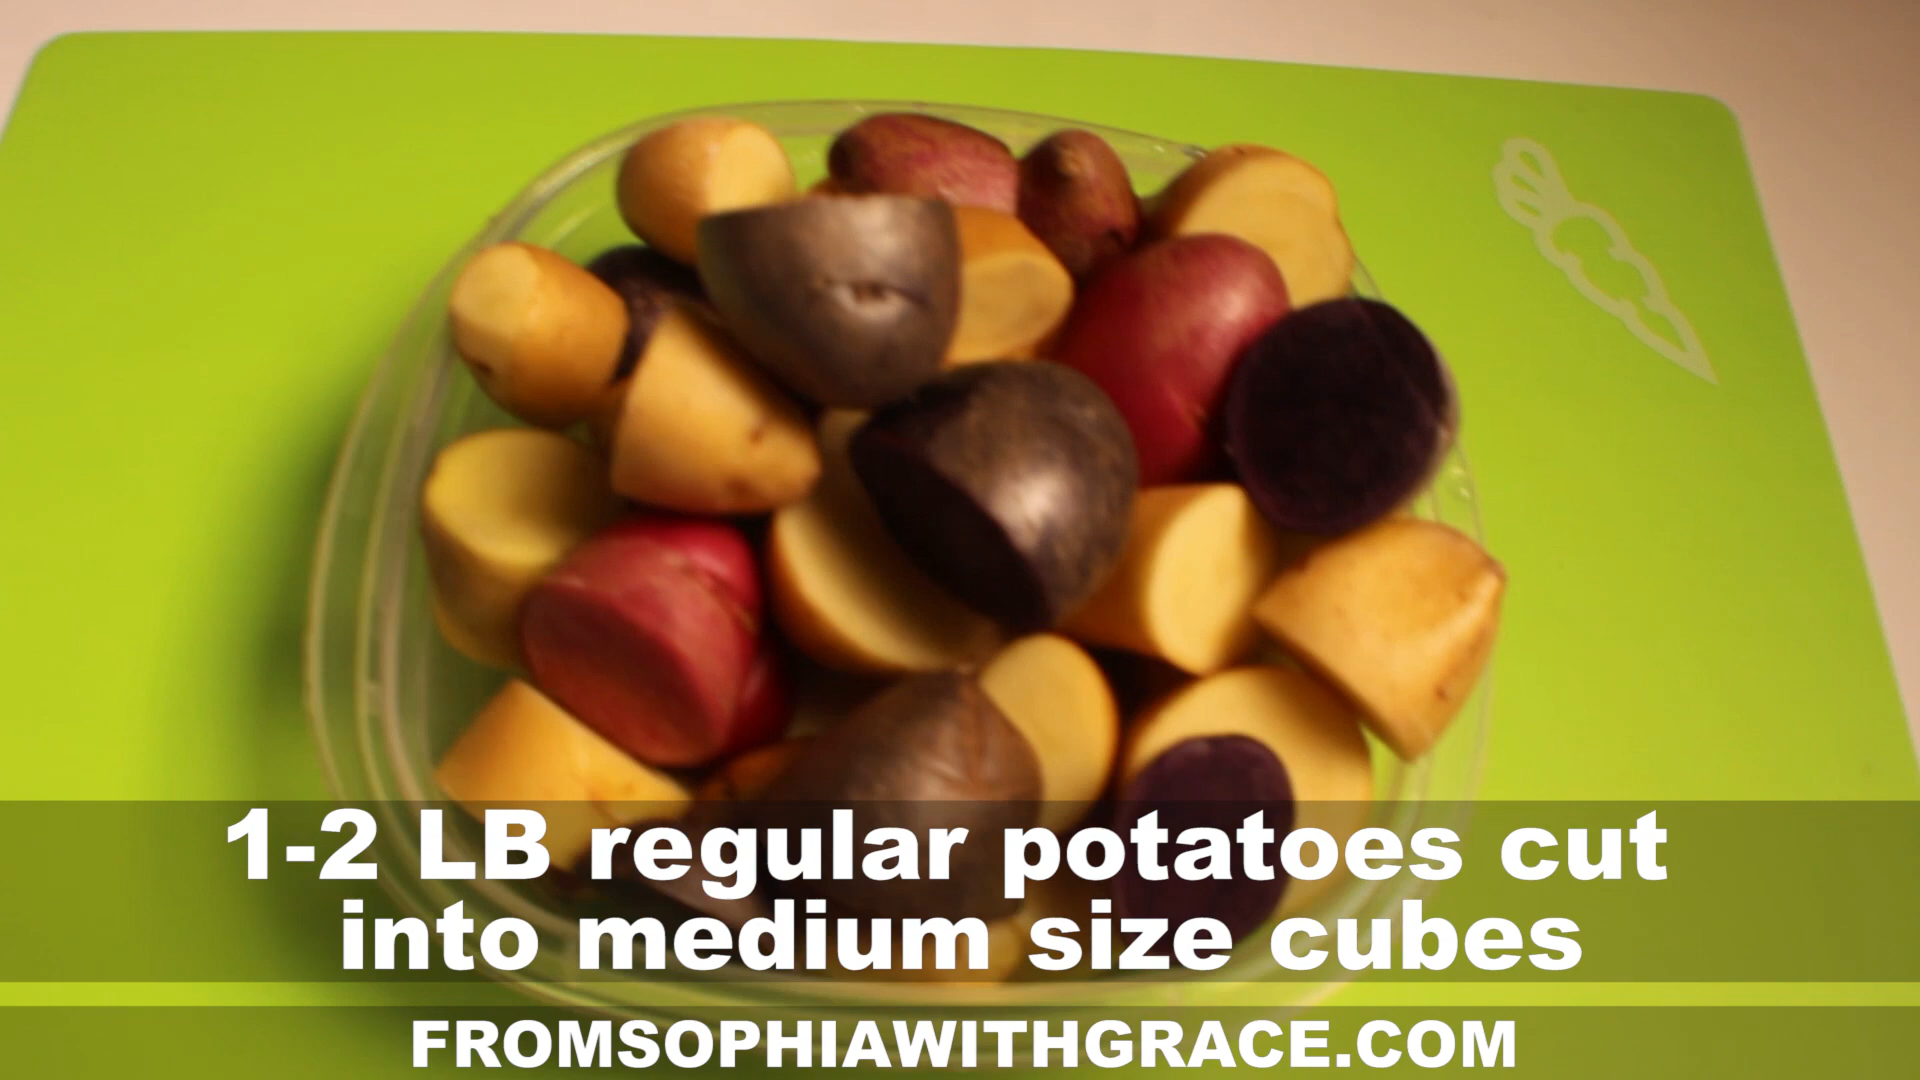 1-2 LB regular potatoes cut
into medium size cubes
FROMSOPHIAWITHGRACE.COM